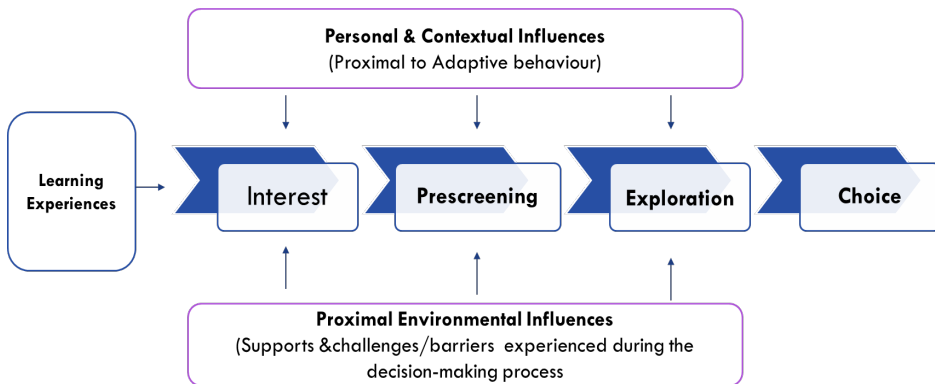 Personal & Contextual Influences
(Proximal to Adaptive behaviour)
Learning
Experiences
Interest
Prescreening
Exploration
Choice
Proximal Environmental Influences
(Supports &challenges/barriers experienced during the
decision-making process